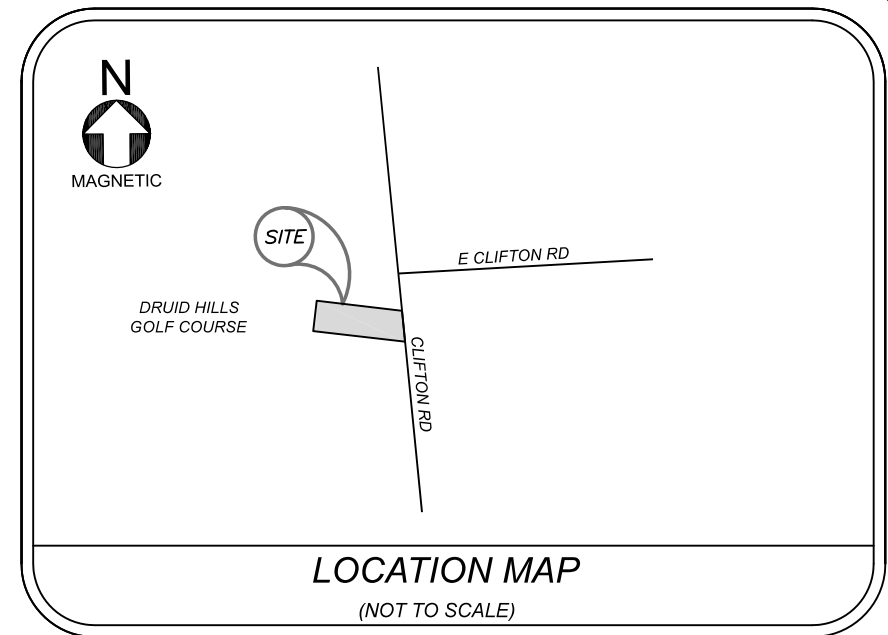 N
MAGNETIC
SITE
E CLIFTON RD
DRUID HILLS
GOLF COURSE
CLIFTON RD
LOCATION MAP
(NOT TO SCALE)